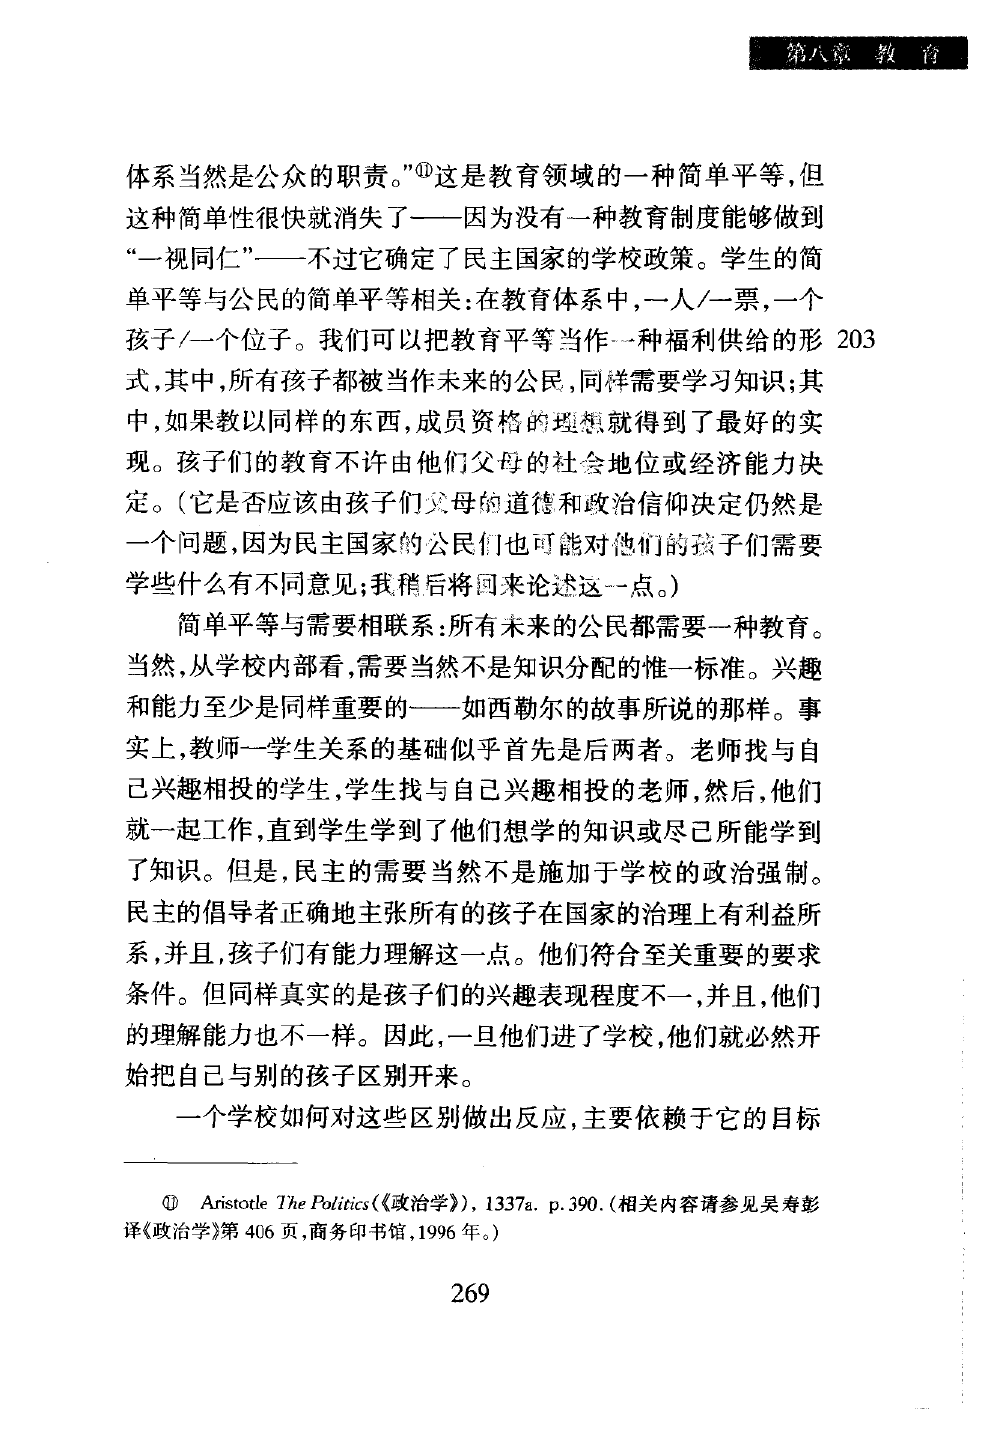 第八章 教 育
体系当然是公众的职责。”⑪这是教育领域的一种简单平等,但
这种简单性很快就消失了——因为没有一种教育制度能够做到
“一视同仁”——不过它确定了民主国家的学校政策。学生的简
单平等与公民的简单平等相关:在教育体系中,一人/一票,一个
孩子/一个位子。我们可以把教育平等当作一种福利供给的形 203
式,其中,所有孩子都被当作未来的公民,同样需要学习知识;其
中,如果教以同样的东西,成员资格的理想就得到了最好的实
现。孩子们的教育不许由他们父母的社会地位或经济能力决
定。(它是否应该由孩子们父母的道德和政治信仰决定仍然是
一个问题,因为民主国家的公民们也可能对他们的孩子们需要
学些什么有不同意见;我稍后将回来论述这一点。)
简单平等与需要相联系:所有未来的公民都需要一种教育。
当然,从学校内部看,需要当然不是知识分配的惟一标准。兴趣
和能力至少是同样重要的——如西勒尔的故事所说的那样。事
实上,教师—学生关系的基础似乎首先是后两者。老师找与自
己兴趣相投的学生,学生找与自己兴趣相投的老师,然后,他们
就一起工作,直到学生学到了他们想学的知识或尽己所能学到
了知识。但是,民主的需要当然不是施加于学校的政治强制。
民主的倡导者正确地主张所有的孩子在国家的治理上有利益所
系,并且,孩子们有能力理解这一点。他们符合至关重要的要求
条件。但同样真实的是孩子们的兴趣表现程度不一,并且,他们
的理解能力也不一样。因此,一旦他们进了学校,他们就必然开
始把自己与别的孩子区别开来。
一个学校如何对这些区别做出反应,主要依赖于它的目标
⑪ Aristotle The Politics(《政治学》), 1337a. p.390.(相关内容请参见吴寿彭
译《政治学》第 406 页,商务印书馆,1996 年。)
269